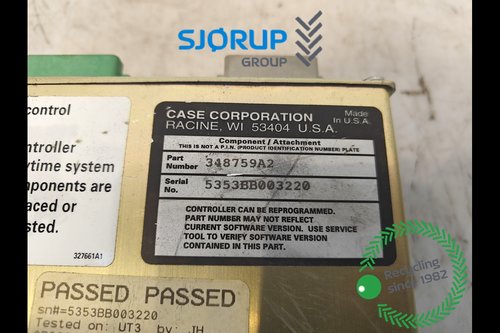 SJØRUP
GROUP
control
CASE CORPORATION
RACINE, WI 53404 U.S.A.
Made
In U.S.A.
Component / Attachment
THIS IS NOT A P.I.N. (PRODUCT IDENTIFICATION NUMBER) PLATE
Part
Number 348759A2
Serial
No. 5353BB003220
CONTROLLER CAN BE REPROGRAMMED.
PART NUMBER MAY NOT REFLECT
CURRENT SOFTWARE VERSION. USE SERVICE
TOOL TO VERIFY SOFTWARE VERSION
CONTAINED IN THIS PART.
ntroller
ytime system
mponents are
aced or
sted.
327661A1
PASSED PASSED
sn#=5353BB003220
Tested on: UT3 by: JH
Recycling
since 1982